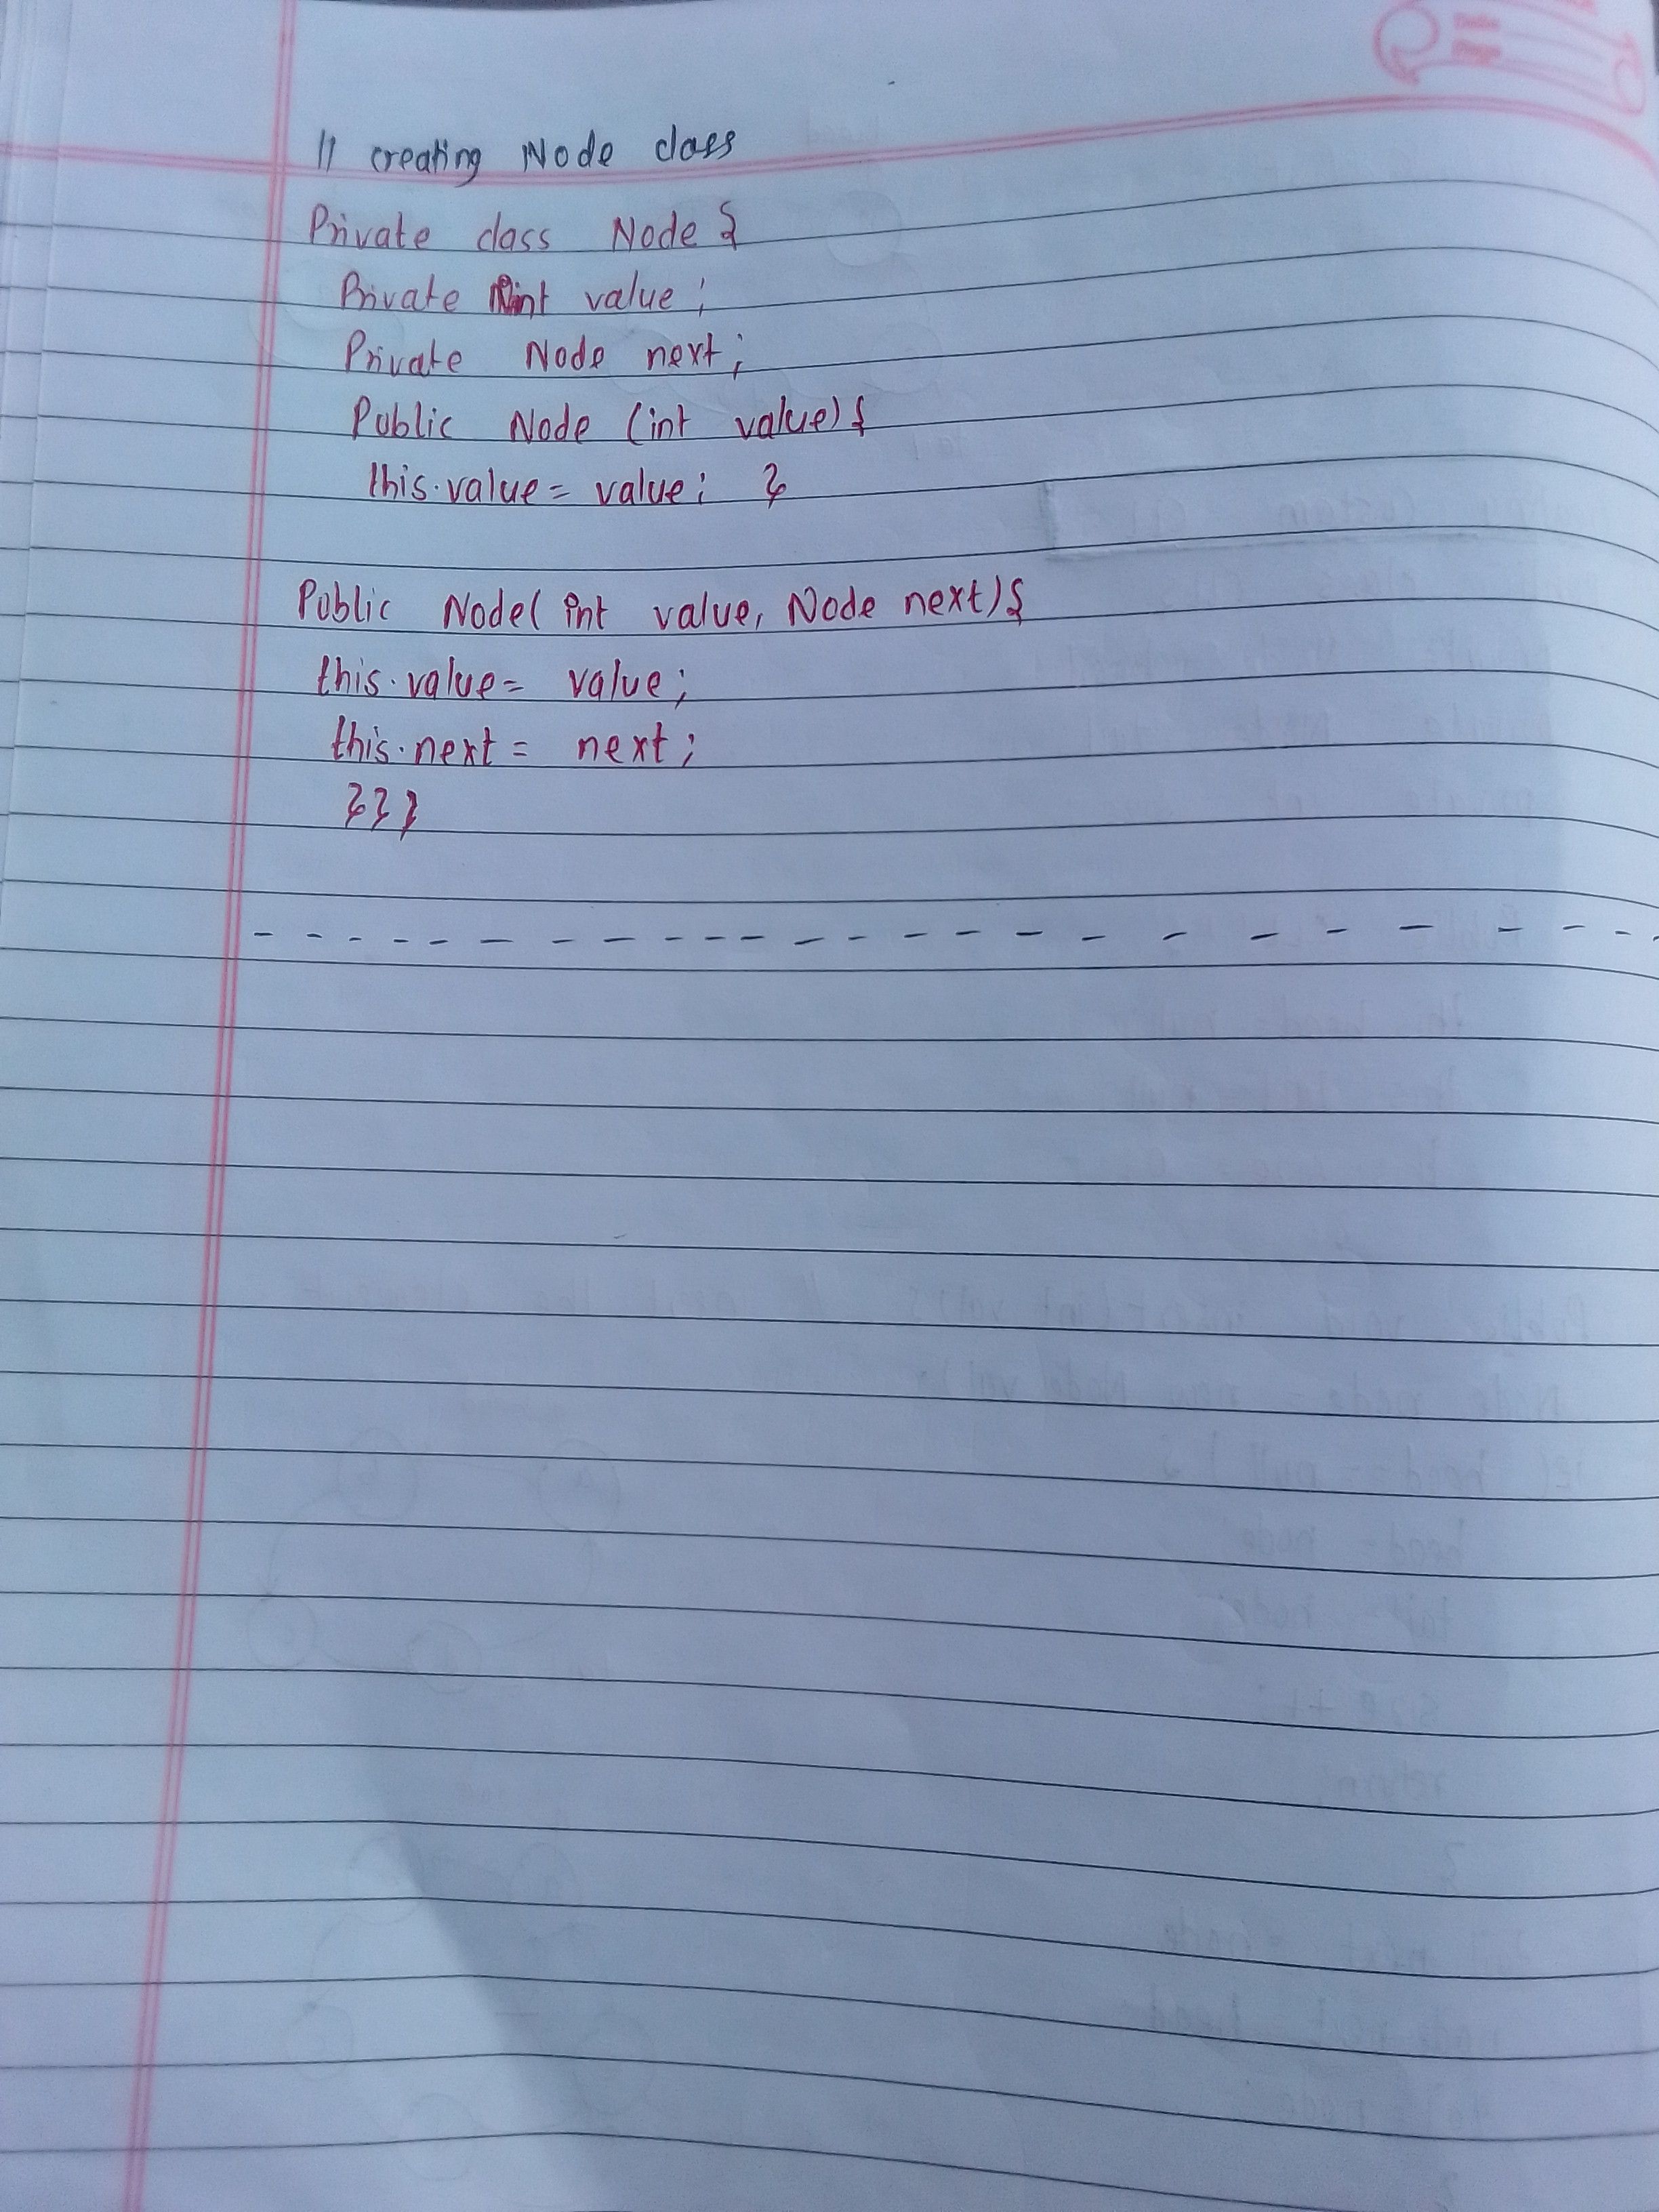 // creating Node class
Private class Node {
Private int value ;
Private Node next ;
Public Node (int value) {
this.value = value ; }
Public Node( int value, Node next) {
this.value = value ;
this.next = next ;
} } }